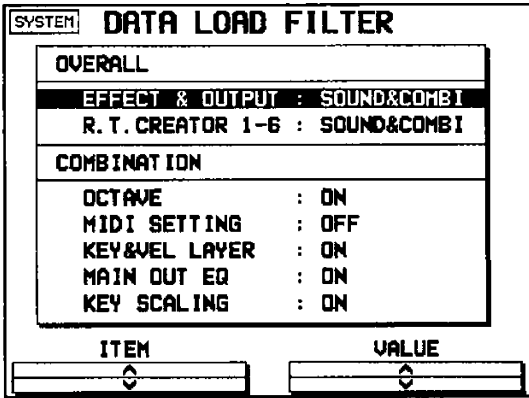 SYSTEM DATA LOAD FILTER
OVERALL
EFFECT & OUTPUT : SOUND&COMBI
R.T.CREATOR 1-6 : SOUND&COMBI
COMBINATION
OCTAVE : ON
MIDI SETTING : OFF
KEY&VEL LAYER : ON
MAIN OUT EQ : ON
KEY SCALING : ON
ITEM VALUE